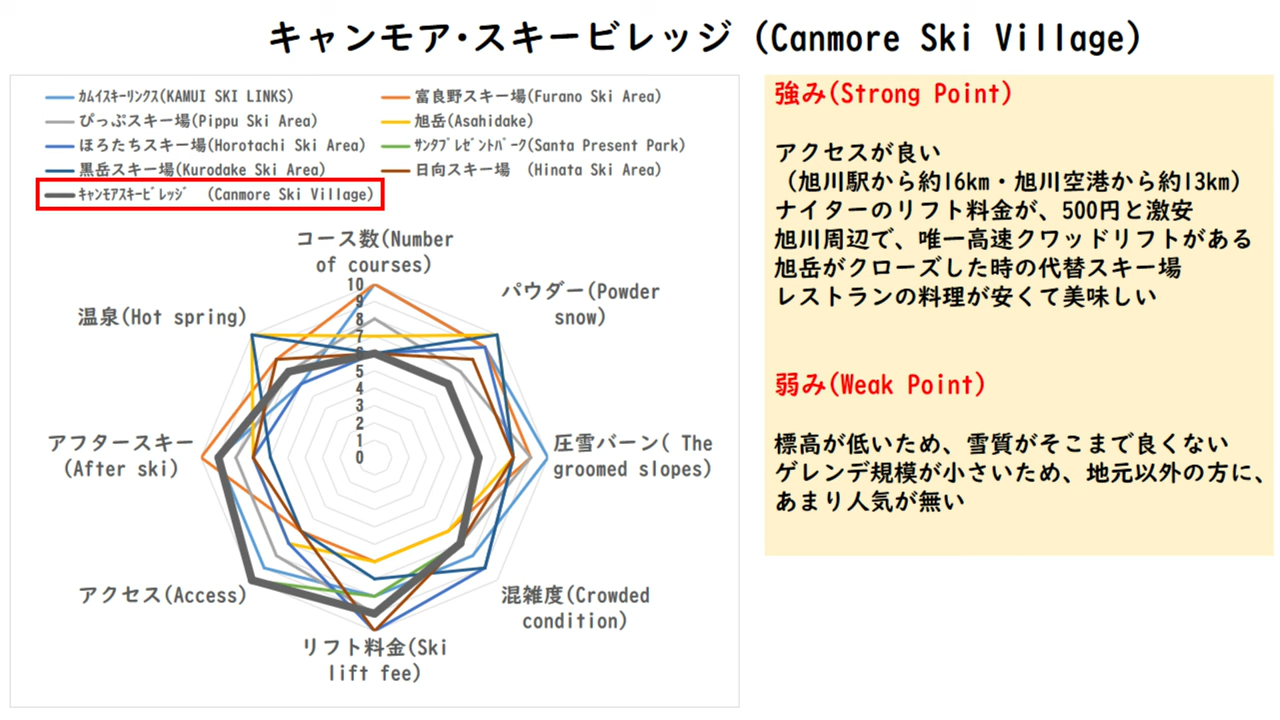 キャンモア・スキービレッジ (Canmore Ski Village)
ｶﾑｲｽｷｰﾘﾝｸｽ(KAMUI SKI LINKS)
富良野スキー場(Furano Ski Area)
ぴっぷスキー場(Pippu Ski Area)
旭岳(Asahidake)
ほろたちスキー場(Horotachi Ski Area)
ｻﾝﾀﾌﾟﾚｾﾞﾝﾄﾊﾟｰｸ(Santa Present Park)
黒岳スキー場(Kurodake Ski Area)
日向スキー場 (Hinata Ski Area)
ｷｬﾝﾓｱｽｷｰﾋﾞﾚｯｼﾞ (Canmore Ski Village)
コース数(Number
of courses)
パウダー(Powder
snow)
圧雪バーン( The
groomed slopes)
混雑度(Crowded
condition)
リフト料金(Ski
lift fee)
アクセス(Access)
アフタースキー
(After ski)
温泉(Hot spring)
10
9
8
7
6
5
4
3
2
1
0
強み(Strong Point)
アクセスが良い
（旭川駅から約16km・旭川空港から約13km）
ナイターのリフト料金が、500円と激安
旭川周辺で、唯一高速クワッドリフトがある
旭岳がクローズした時の代替スキー場
レストランの料理が安くて美味しい
弱み(Weak Point)
標高が低いため、雪質がそこまで良くない
ゲレンデ規模が小さいため、地元以外の方に、
あまり人気が無い